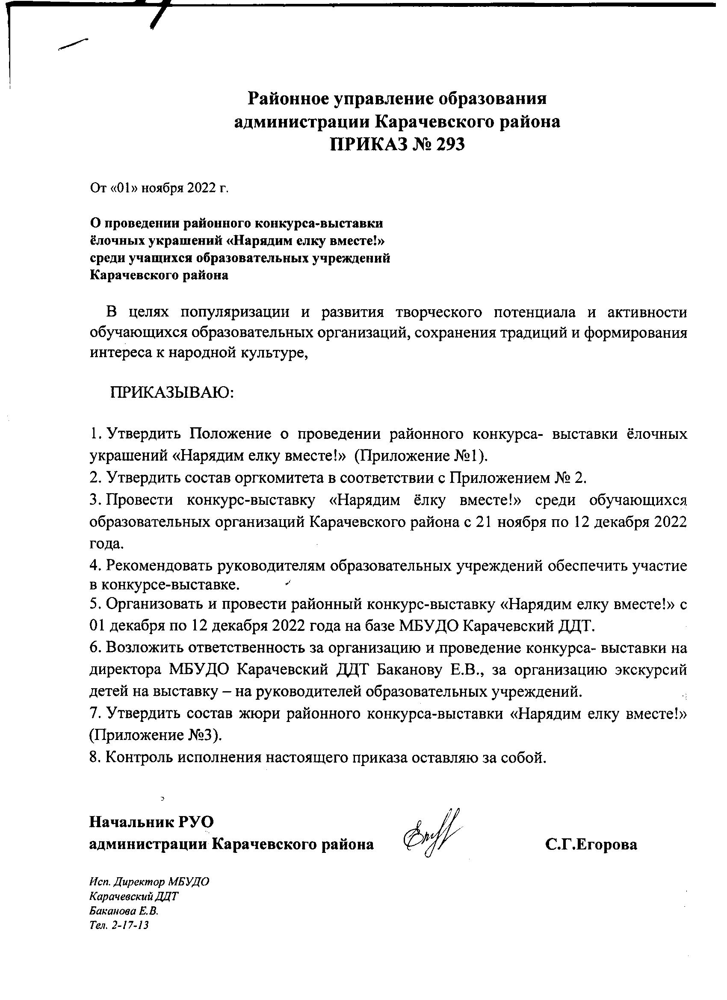 Районное управление образования
администрации Карачевского района
ПРИКАЗ № 293
От «01» ноября 2022 г.
О проведении районного конкурса-выставки
ёлочных украшений «Нарядим елку вместе!»
среди учащихся образовательных учреждений
Карачевского района
В целях популяризации и развития творческого потенциала и активности
обучающихся образовательных организаций, сохранения традиций и формирования
интереса к народной культуре,
ПРИКАЗЫВАЮ:
1. Утвердить Положение о проведении районного конкурса- выставки ёлочных
украшений «Нарядим елку вместе!» (Приложение №1).
2. Утвердить состав оргкомитета в соответствии с Приложением № 2.
3. Провести конкурс-выставку «Нарядим ёлку вместе!» среди обучающихся
образовательных организаций Карачевского района с 21 ноября по 12 декабря 2022
года.
4. Рекомендовать руководителям образовательных учреждений обеспечить участие
в конкурсе-выставке.
5. Организовать и провести районный конкурс-выставку «Нарядим елку вместе!» с
01 декабря по 12 декабря 2022 года на базе МБУДО Карачевский ДДТ.
6. Возложить ответственность за организацию и проведение конкурса- выставки на
директора МБУДО Карачевский ДДТ Баканову Е.В., за организацию экскурсий
детей на выставку – на руководителей образовательных учреждений.
7. Утвердить состав жюри районного конкурса-выставки «Нарядим елку вместе!»
(Приложение №3).
8. Контроль исполнения настоящего приказа оставляю за собой.
Начальник РУО
администрации Карачевского района С.Г.Егорова
Исп. Директор МБУДО
Карачевский ДДТ
Баканова Е.В.
Тел. 2-17-13